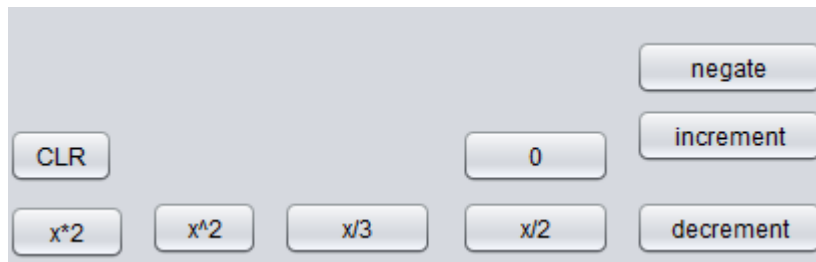 negate
CLR
0
increment
x*2
x^2
x/3
x/2
decrement